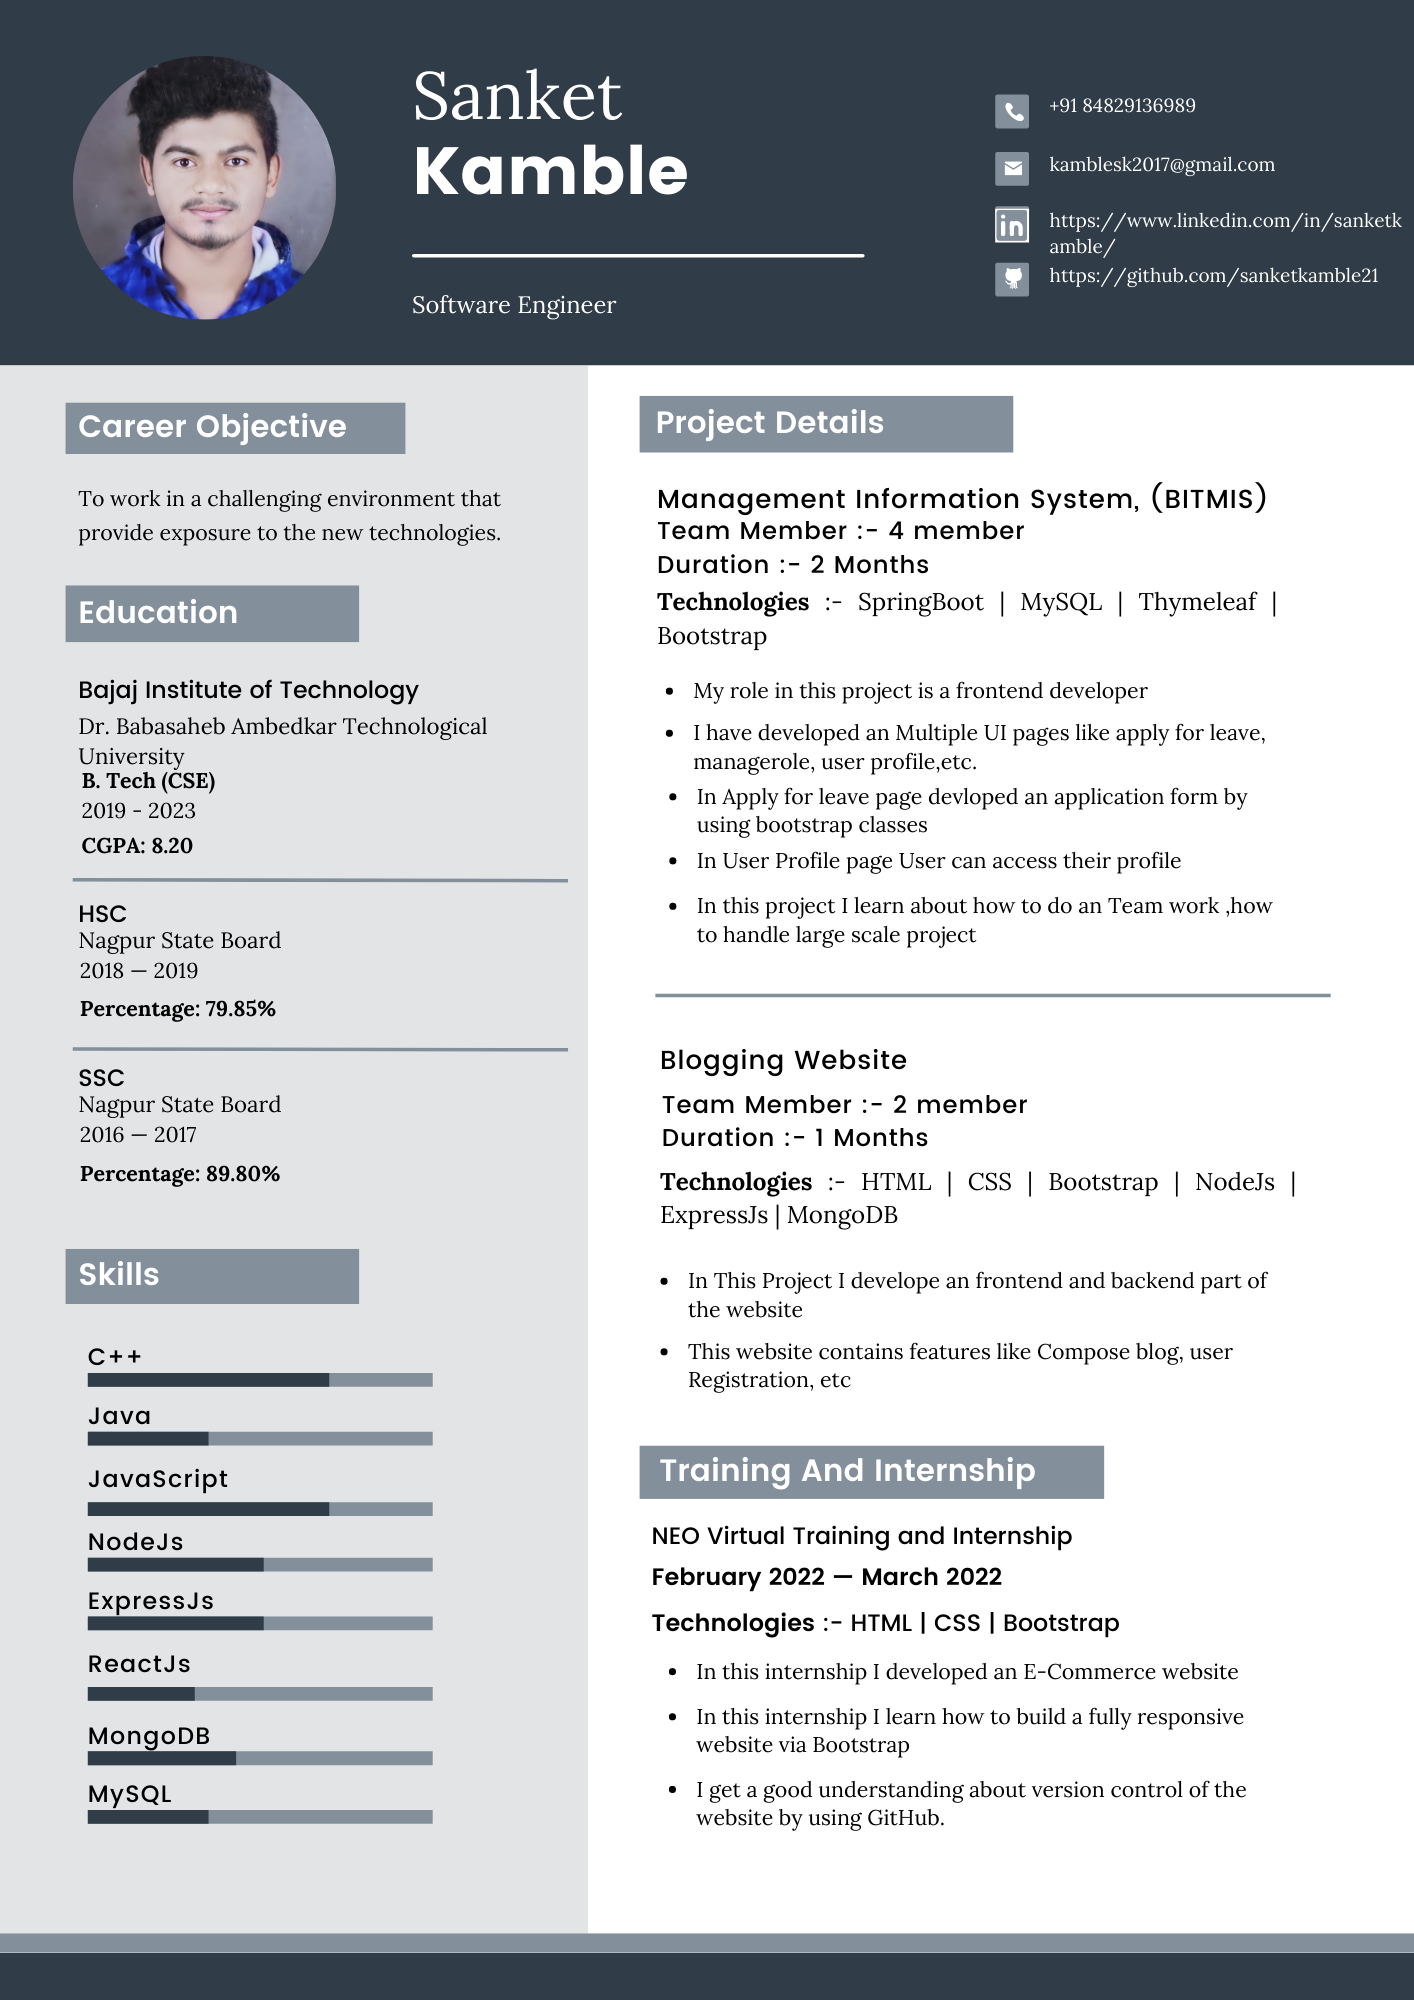 Sanket
Kamble
Software Engineer
+91 84829136989
kamblesk2017@gmail.com
https://www.linkedin.com/in/sanketk
amble/
https://github.com/sanketkamble21
Career Objective
To work in a challenging environment that
provide exposure to the new technologies.
Education
Bajaj Institute of Technology
Dr. Babasaheb Ambedkar Technological
University
B. Tech (CSE)
2019 - 2023
CGPA: 8.20
HSC
Nagpur State Board
2018 — 2019
Percentage: 79.85%
SSC
Nagpur State Board
2016 — 2017
Percentage: 89.80%
Skills
C++
Java
JavaScript
NodeJs
ExpressJs
ReactJs
MongoDB
MySQL
Project Details
Management Information System, (BITMIS)
Team Member :- 4 member
Duration :- 2 Months
Technologies :- SpringBoot | MySQL | Thymeleaf |
Bootstrap
• My role in this project is a frontend developer
• I have developed an Multiple UI pages like apply for leave,
managerole, user profile,etc.
• In Apply for leave page devloped an application form by
using bootstrap classes
• In User Profile page User can access their profile
• In this project I learn about how to do an Team work ,how
to handle large scale project
Blogging Website
Team Member :- 2 member
Duration :- 1 Months
Technologies :- HTML | CSS | Bootstrap | NodeJs |
ExpressJs | MongoDB
• In This Project I develope an frontend and backend part of
the website
• This website contains features like Compose blog, user
Registration, etc
Training And Internship
NEO Virtual Training and Internship
February 2022 — March 2022
Technologies :- HTML | CSS | Bootstrap
• In this internship I developed an E-Commerce website
• In this internship I learn how to build a fully responsive
website via Bootstrap
• I get a good understanding about version control of the
website by using GitHub.